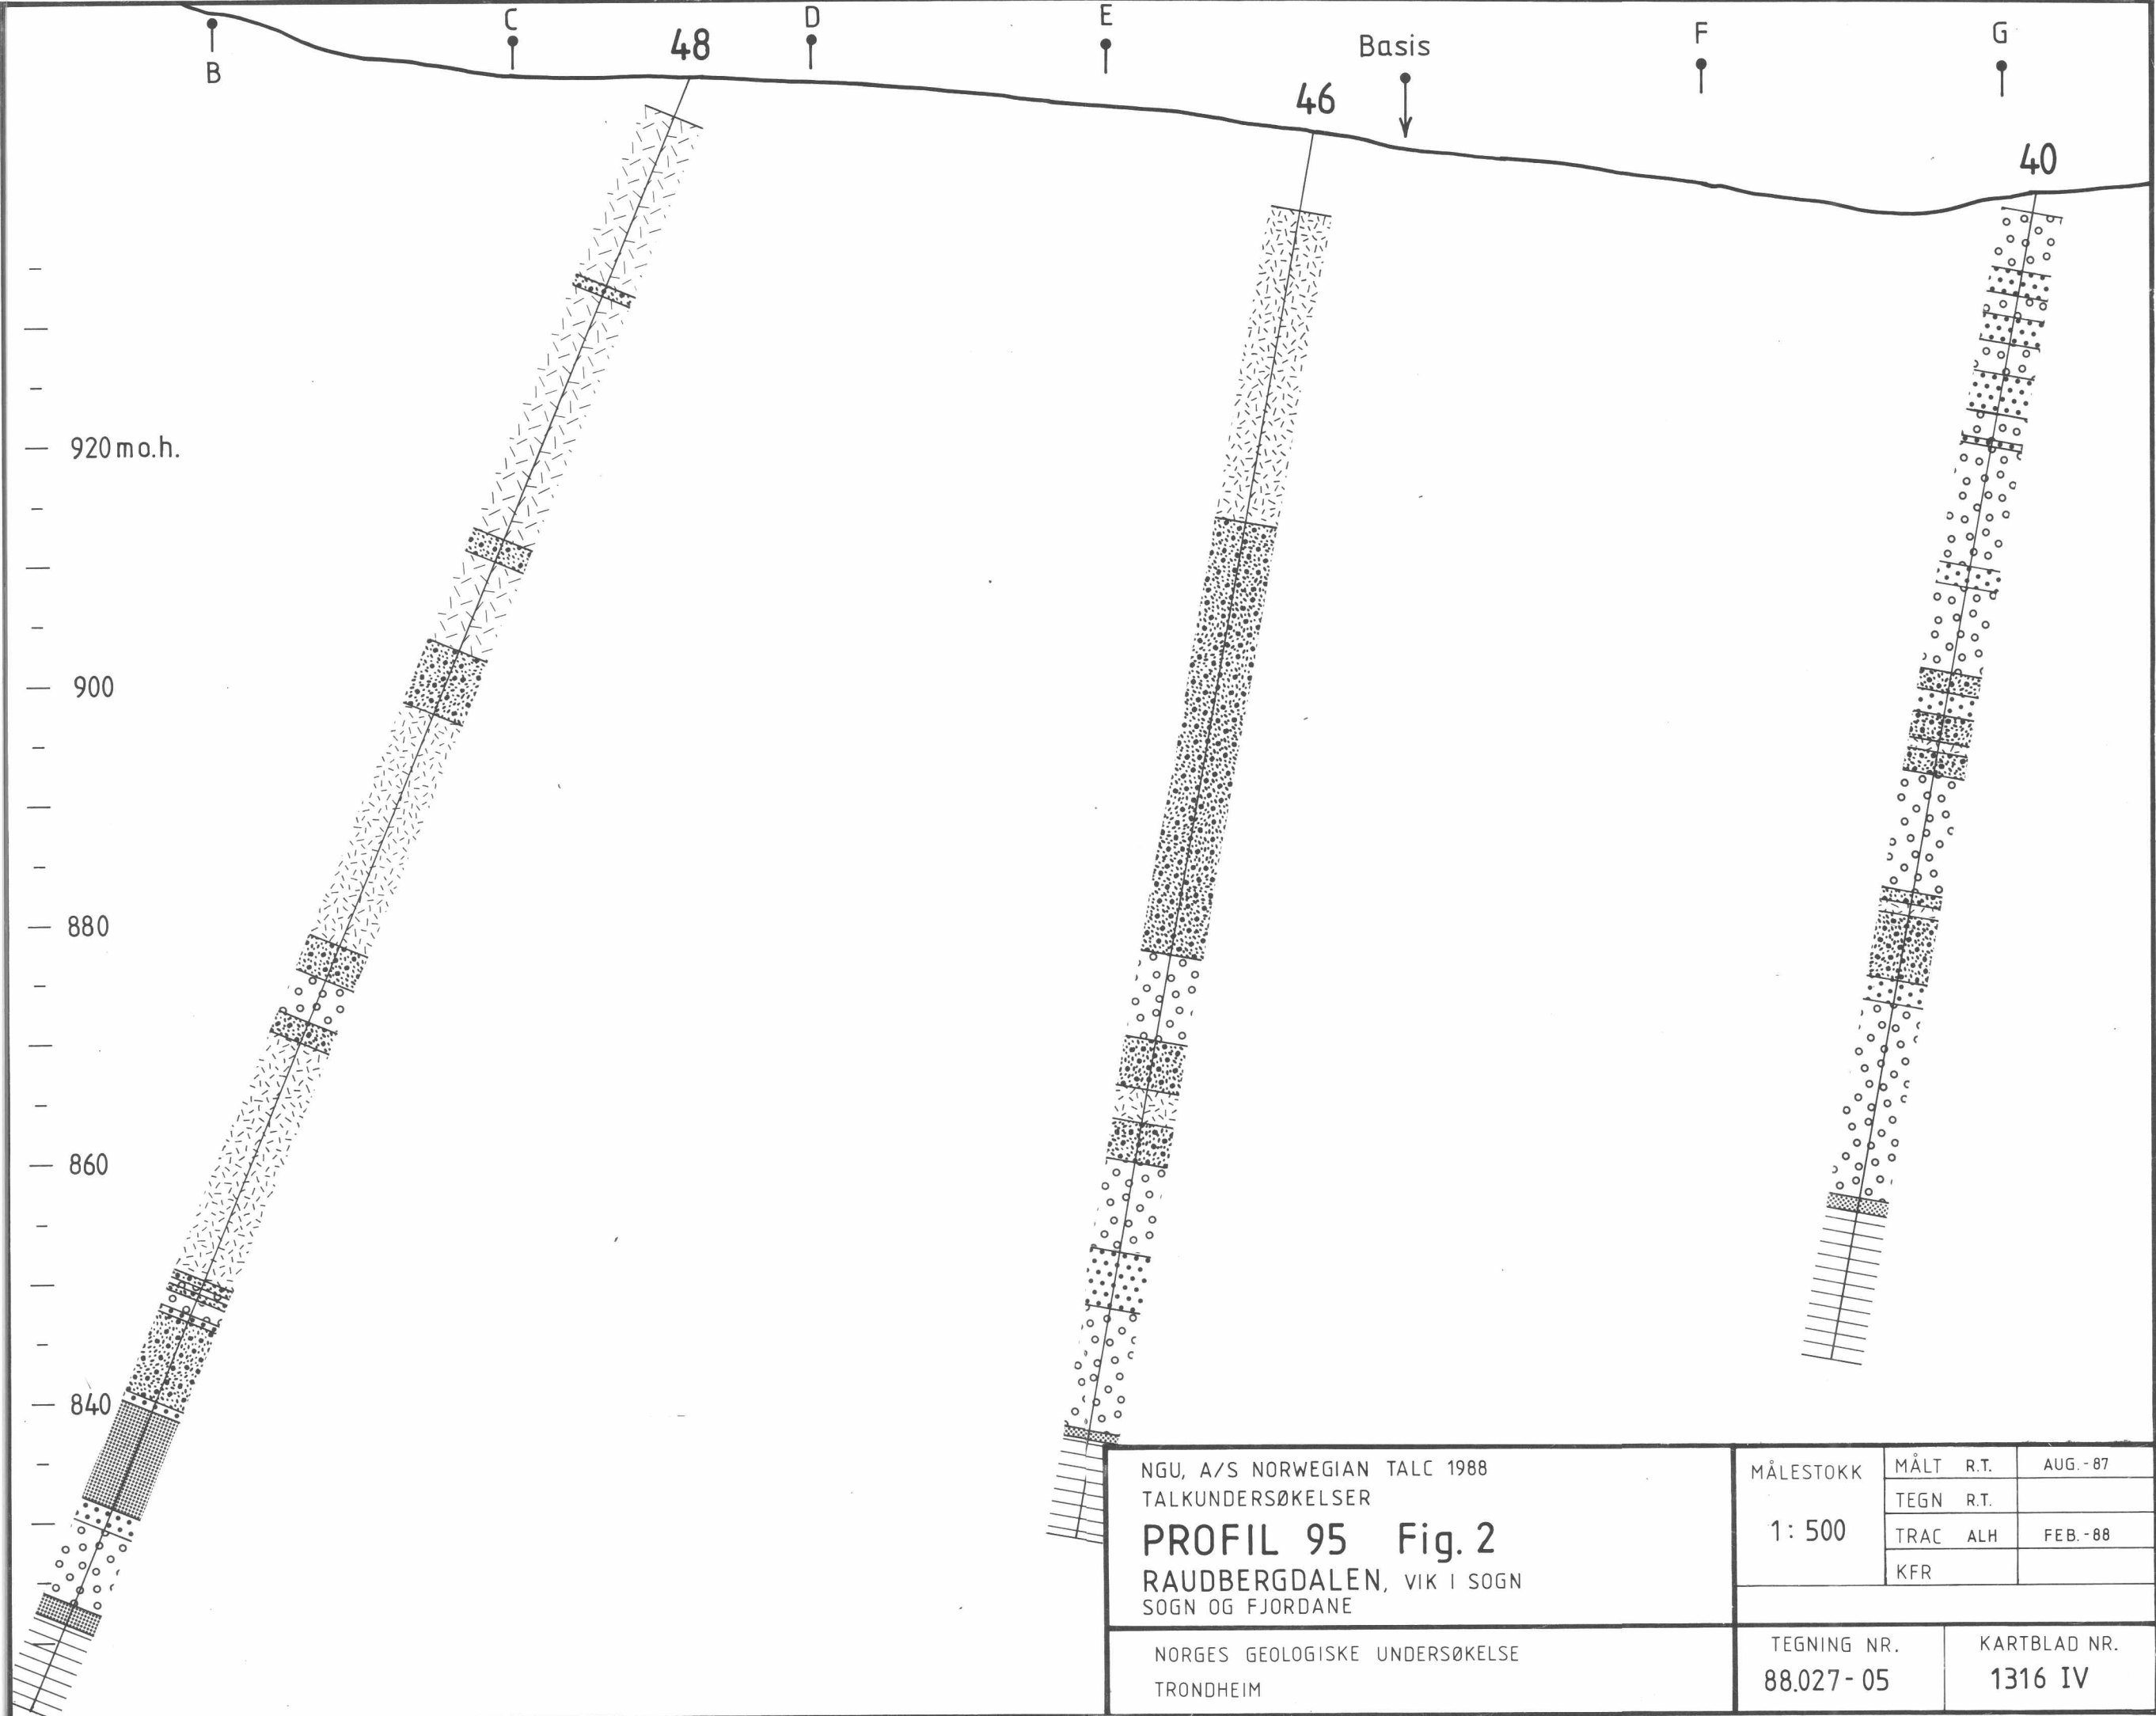 B
C
48
D
E
Basis
F
G
46
40
920 mo.h.
900
880
860
840
NGU, A/S NORWEGIAN TALC 1988
TALKUNDERSØKELSER
PROFIL 95 Fig. 2
RAUDBERGDALEN, VIK I SOGN
SOGN OG FJORDANE
NORGES GEOLOGISKE UNDERSØKELSE
TRONDHEIM
MÅLESTOKK
1 : 500
MÅLT R.T. AUG.-87
TEGN R.T.
TRAC ALH FEB.-88
KFR
TEGNING NR.
88.027-05
KARTBLAD NR.
1316 IV